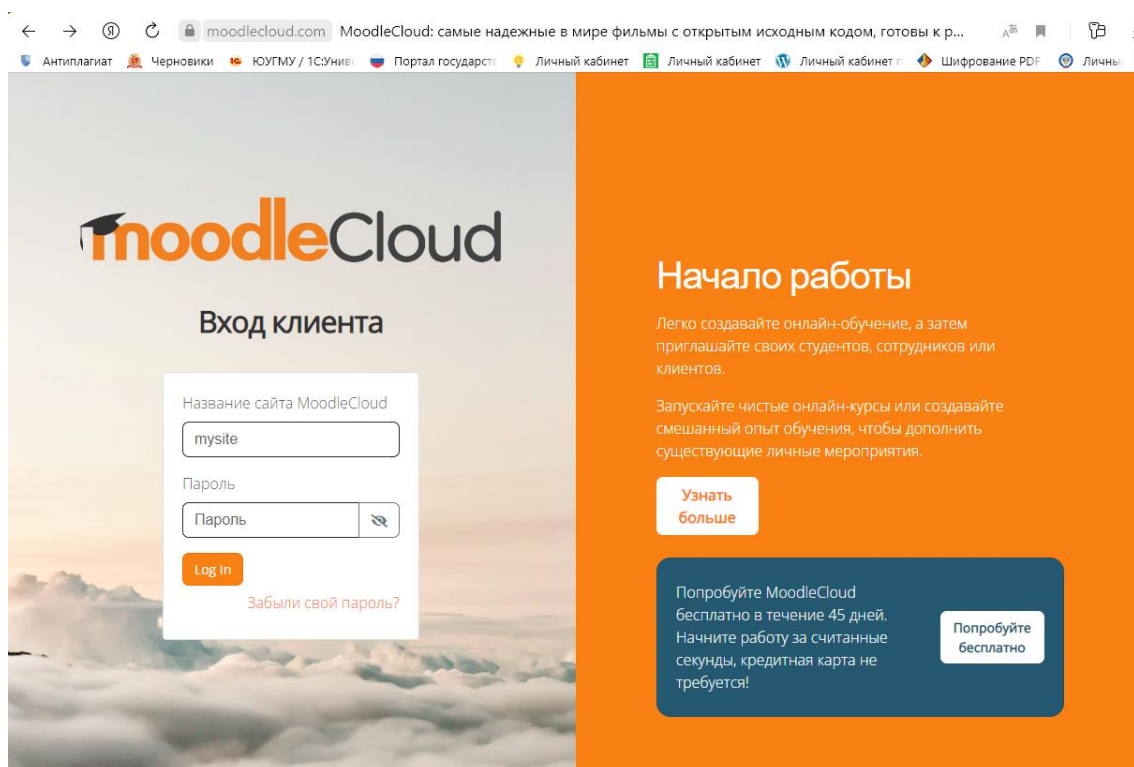 moodlecloud.com MoodleCloud: самые надежные в мире фильмы с открытым исходным кодом, готовы к р...
Антиплагиат Черновики ЮУГМУ / 1С:Униве Портал государст Личный кабинет Личный кабинет Личный кабинет г Шифрование PDF Личны
moodleCloud
Вход клиента
Название сайта MoodleCloud
mysite
Пароль
Пароль
Log In
Забыли свой пароль?
Начало работы
Легко создавайте онлайн-обучение, а затем
приглашайте своих студентов, сотрудников или
клиентов.
Запускайте чистые онлайн-курсы или создавайте
смешанный опыт обучения, чтобы дополнить
существующие личные мероприятия.
Узнать
больше
Попробуйте MoodleCloud
бесплатно в течение 45 дней.
Начните работу за считанные
секунды, кредитная карта не
требуется!
Попробуйте
бесплатно